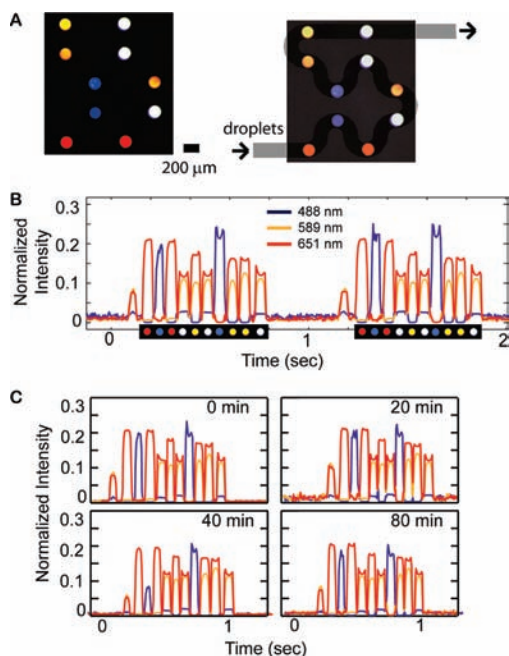 A
droplets
200 μm
B
Normalized
Intensity
0.3
0.2
0.1
0
488 nm
589 nm
651 nm
0 1 2
Time (sec)
C
Normalized Intensity
0.3
0.2
0.1
0
0 min
20 min
0.3
0.2
0.1
0
40 min
80 min
0 1
0 1
Time (sec)
Time (sec)